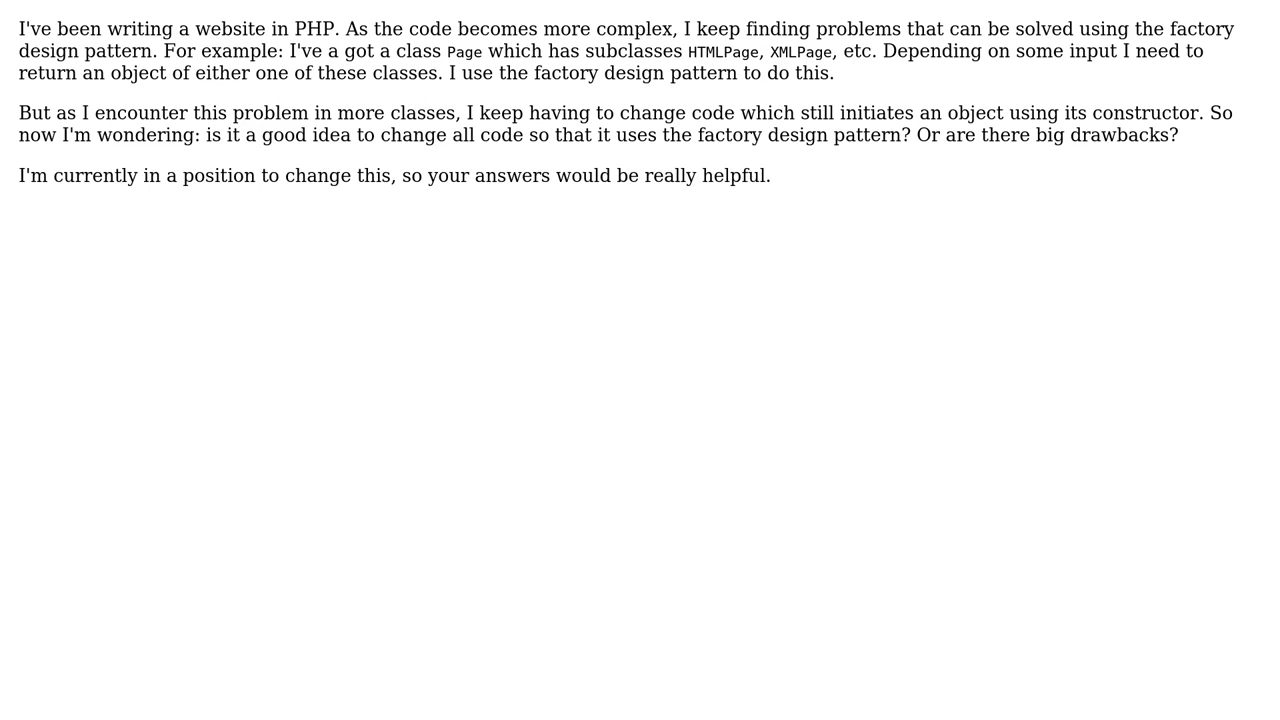 I've been writing a website in PHP. As the code becomes more complex, I keep finding problems that can be solved using the factory
design pattern. For example: I've a got a class Page which has subclasses HTMLPage, XMLPage, etc. Depending on some input I need to
return an object of either one of these classes. I use the factory design pattern to do this.
But as I encounter this problem in more classes, I keep having to change code which still initiates an object using its constructor. So
now I'm wondering: is it a good idea to change all code so that it uses the factory design pattern? Or are there big drawbacks?
I'm currently in a position to change this, so your answers would be really helpful.